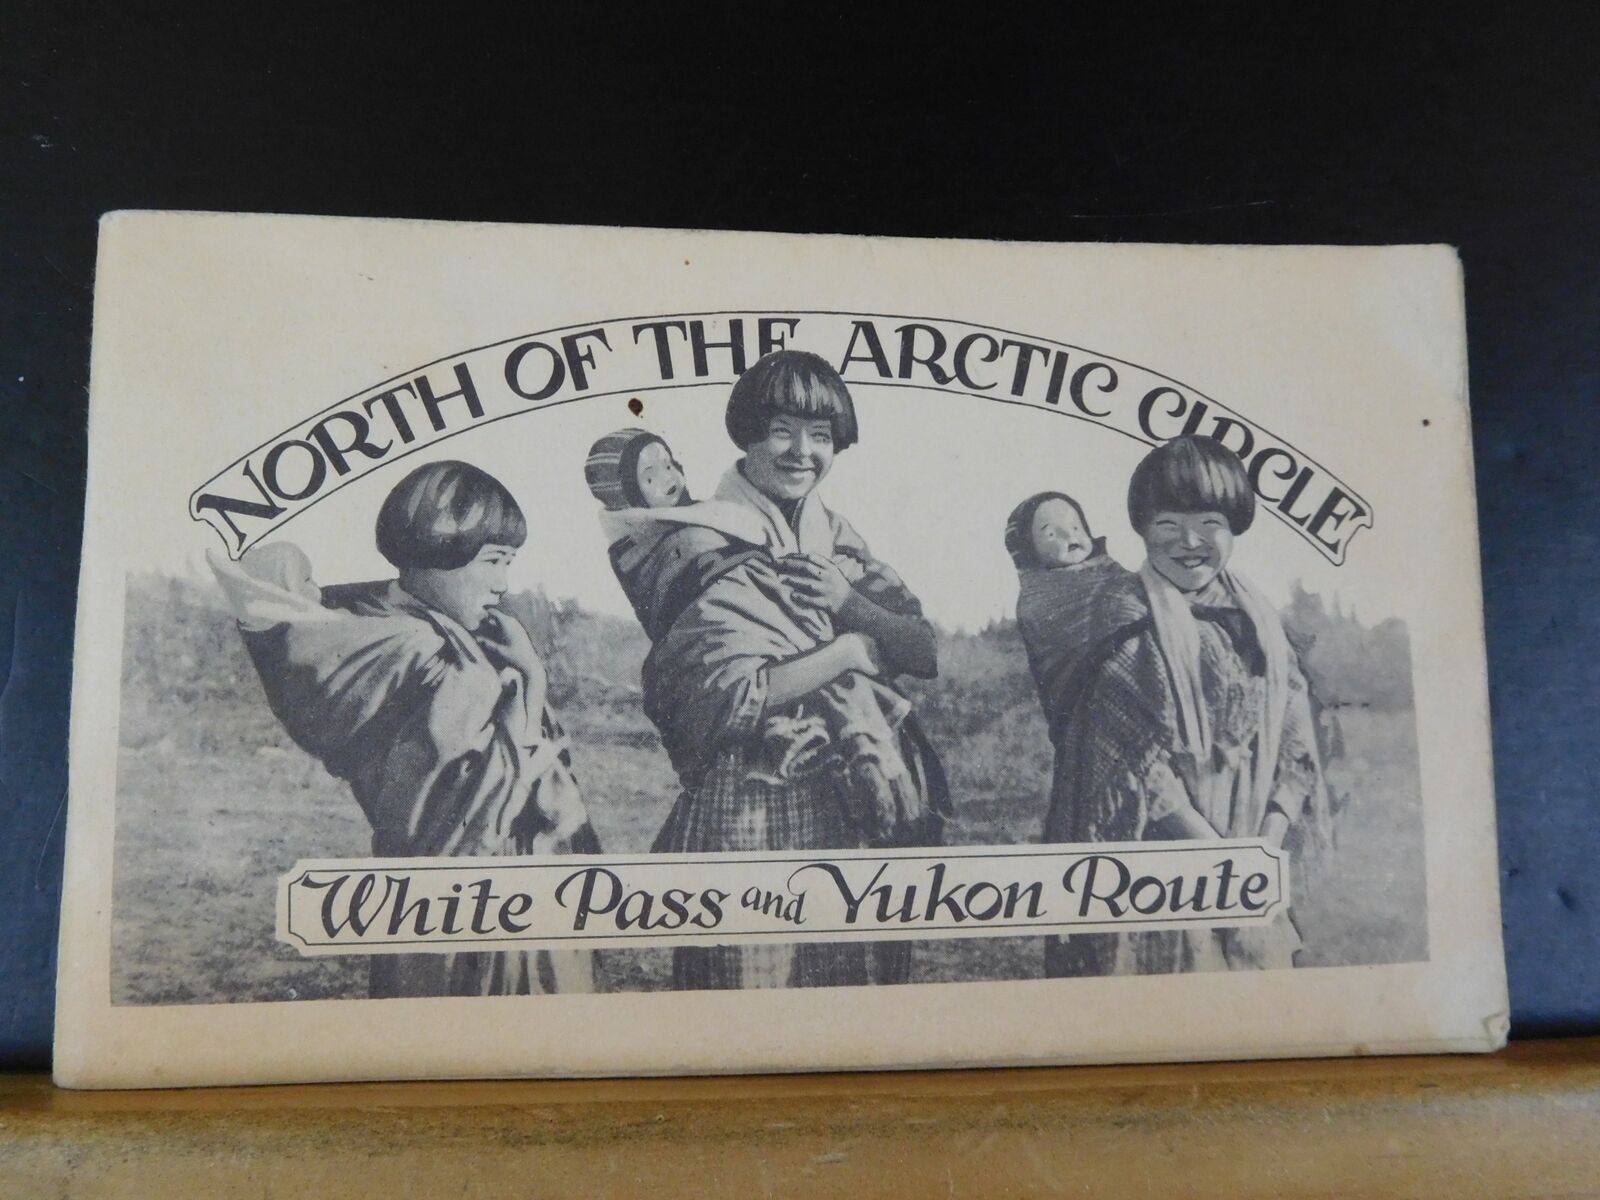 NORTH OF THE ARCTIC CIRCLE
White Pass and Yukon Route